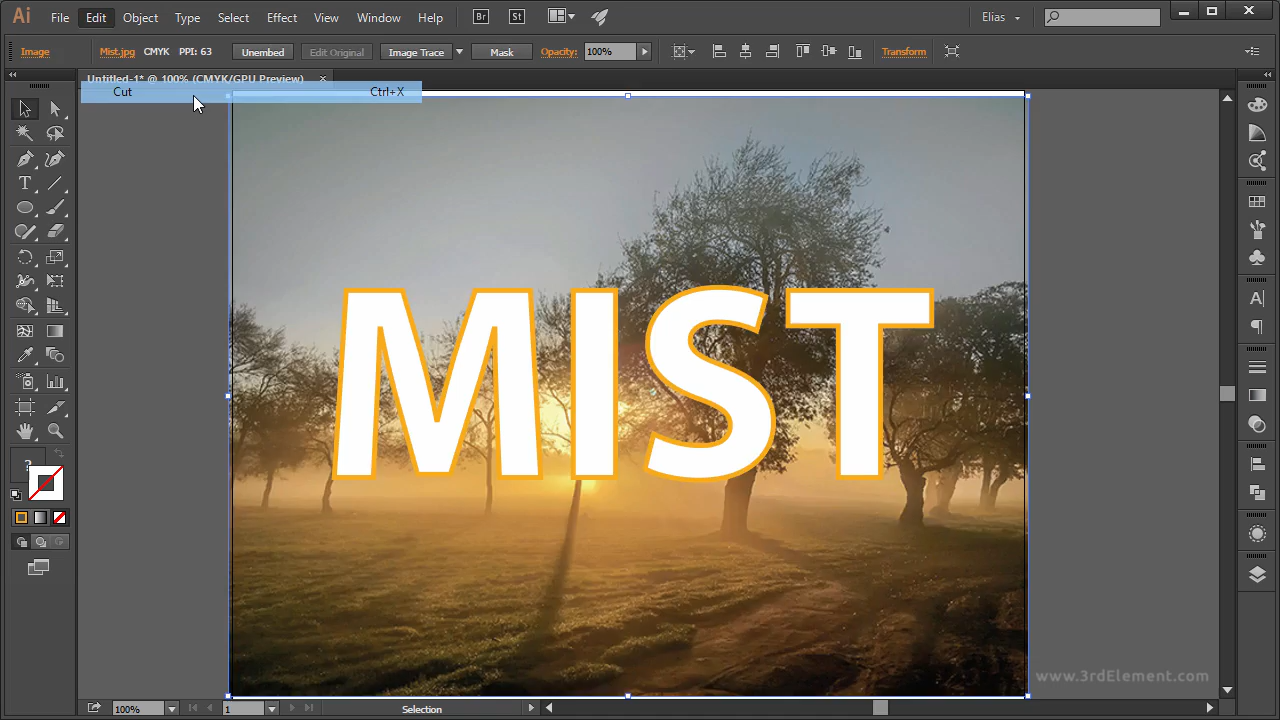 Ai File Edit Object Type Select Effect View Window Help Br St Elias
Image Mist.jpg CMYK PPI: 63 Unembed Edit Original Image Trace Mask Opacity: 100% Transform
Untitled-1* @ 100% (CMYK/GPU Preview) ×
Cut Ctrl+X
MIST
?
www.3rdElement.com
100% 1 Selection